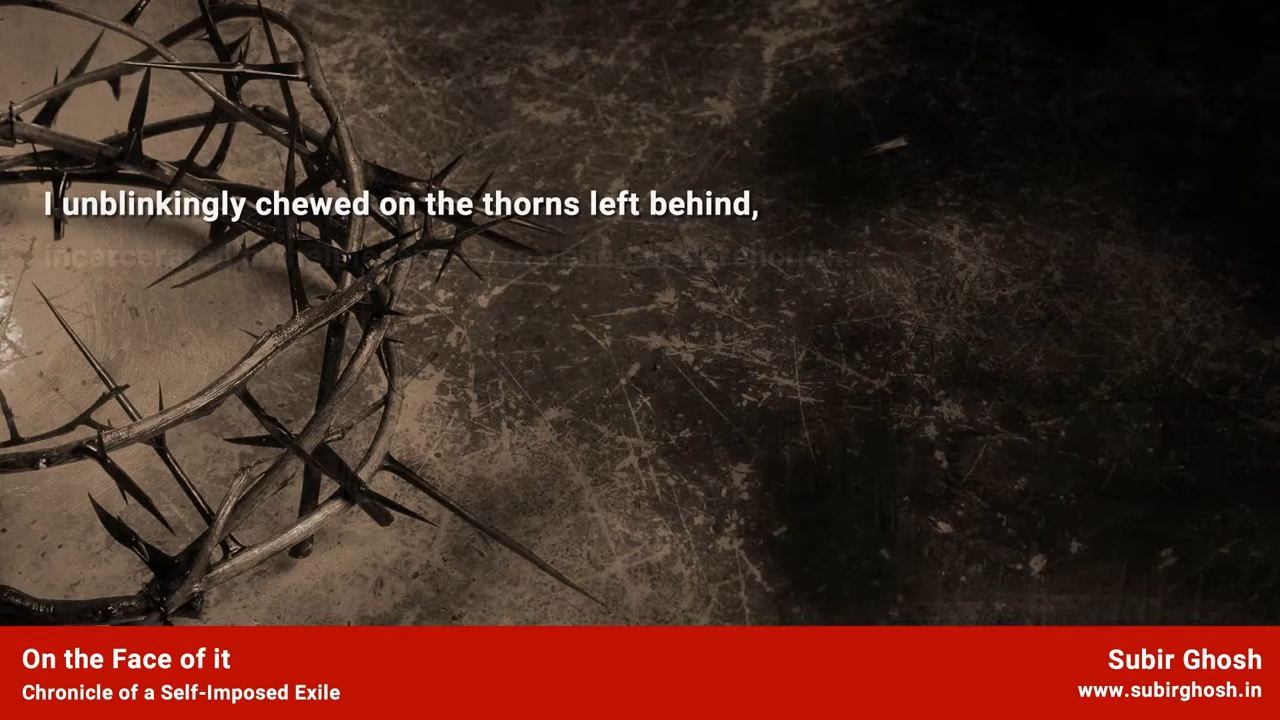 I unblinkingly chewed on the thorns left behind,
On the Face of it
Chronicle of a Self-Imposed Exile
Subir Ghosh
www.subirghosh.in